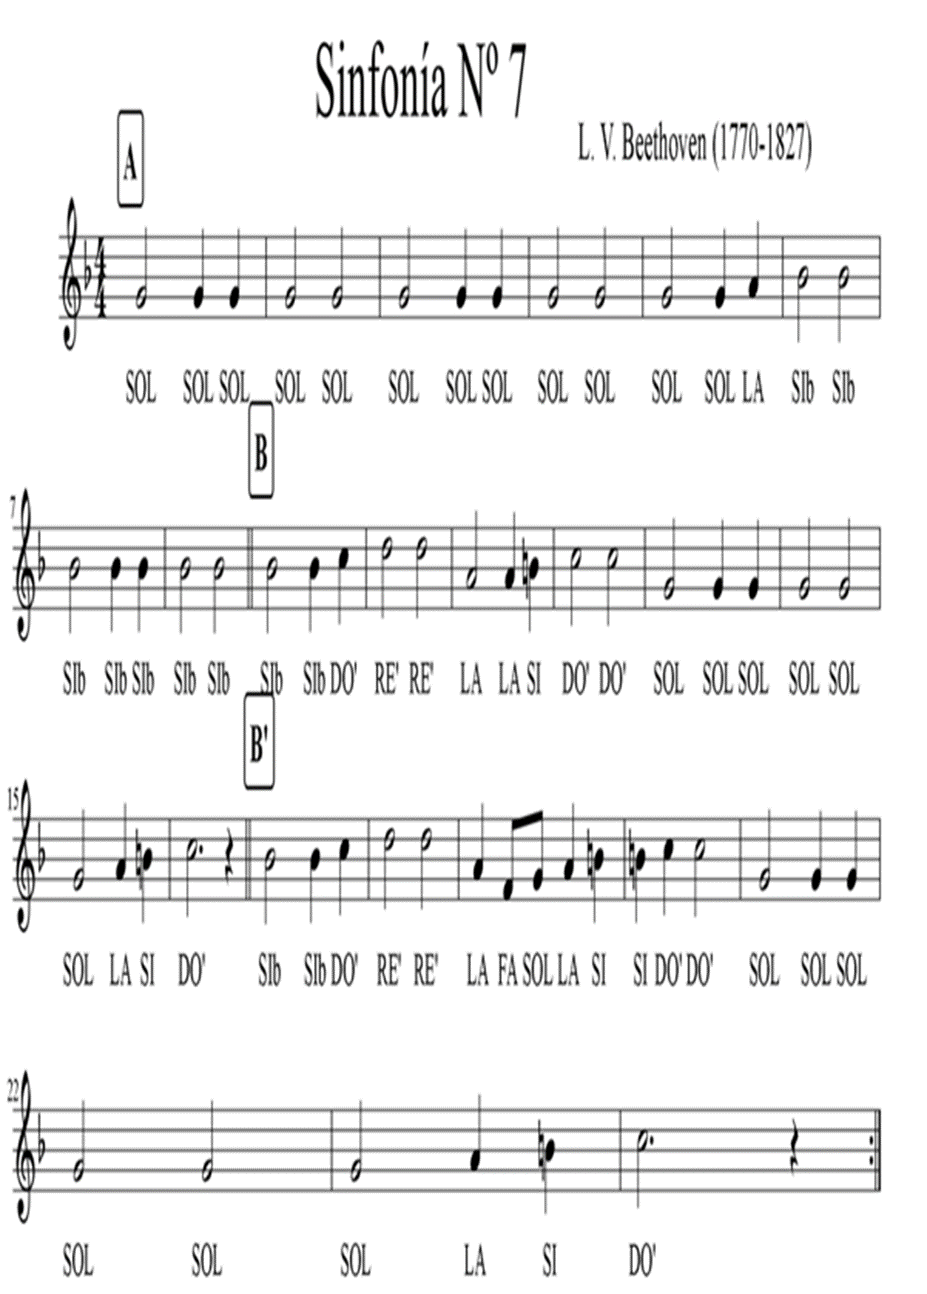 Sinfonía Nº 7
L. V. Beethoven (1770-1827)
A
4
4
SOL SOL SOL SOL SOL SOL SOL SOL SOL SOL SOL SOL LA SIb SIb
B
7
SIb SIb SIb SIb SIb SIb SIb DO' RE' RE' LA LA SI DO' DO' SOL SOL SOL SOL SOL
B'
15
SOL LA SI DO' SIb SIb DO' RE' RE' LA FA SOL LA SI SI DO' DO' SOL SOL SOL
22
SOL SOL SOL LA SI DO'